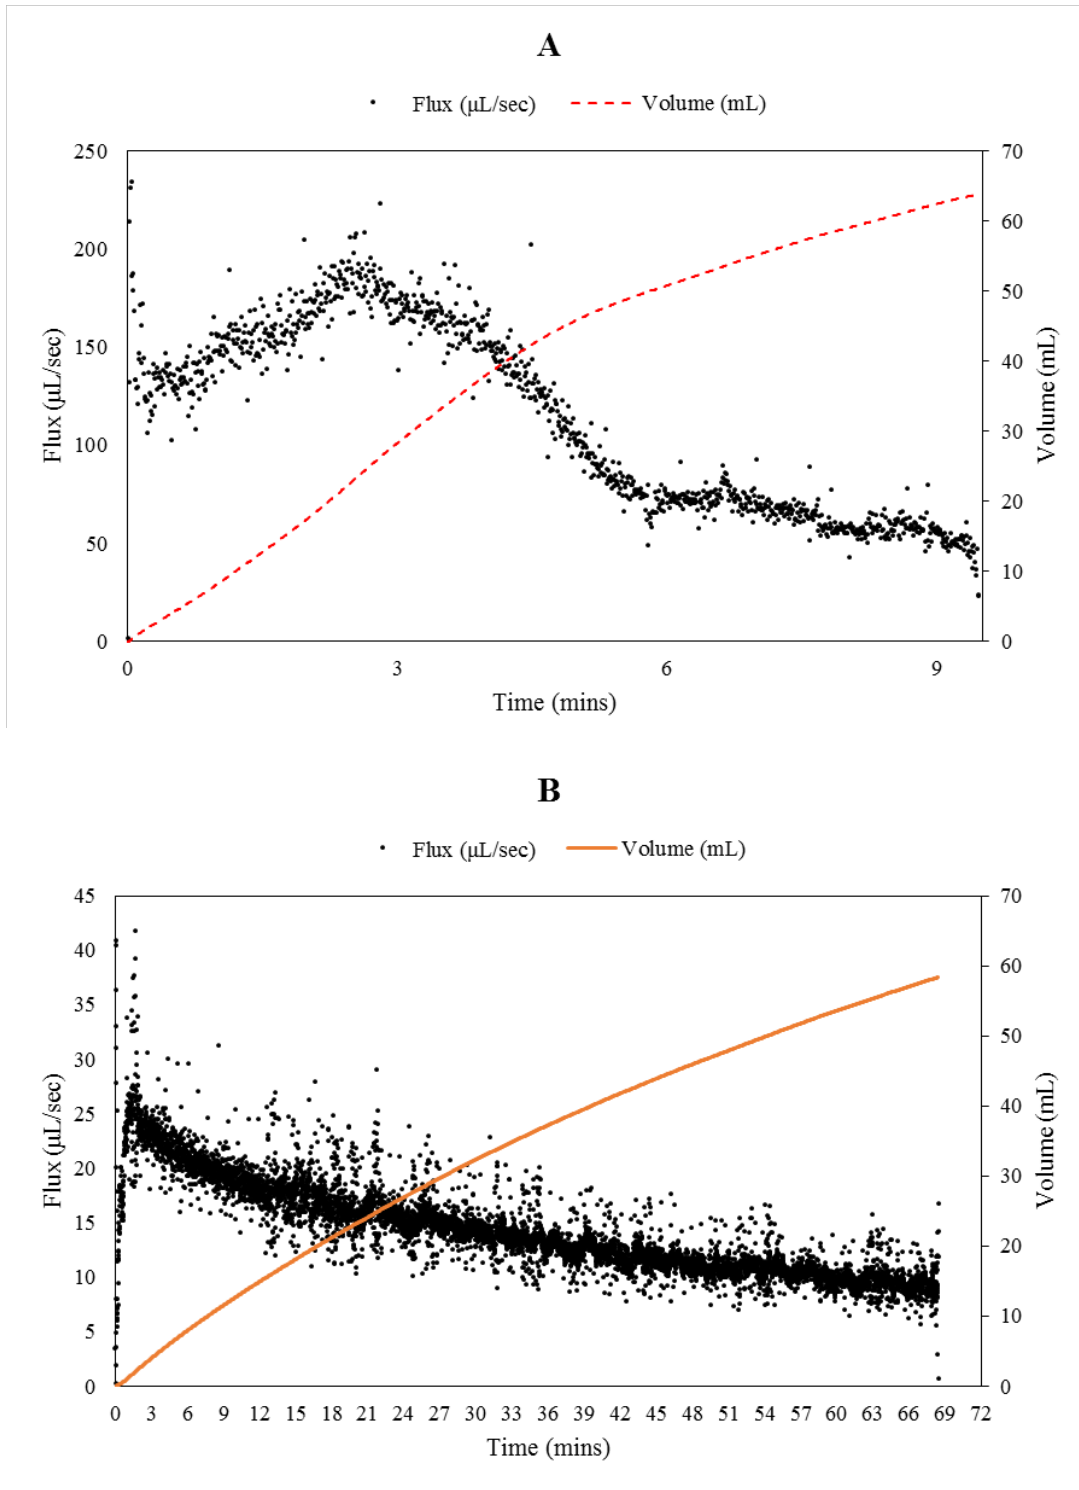 A
Flux (µL/sec) Volume (mL)
250 70
200 60
50
150 40
Flux (µL/sec) Volume (mL)
100 30
20
50 10
0 0
0 3 6 9
Time (mins)
B
Flux (µL/sec) Volume (mL)
45 70
40 60
35
30 50
25 40
Flux (µL/sec) Volume (mL)
20 30
15 20
10
5 10
0 0
0 3 6 9 12 15 18 21 24 27 30 33 36 39 42 45 48 51 54 57 60 63 66 69 72
Time (mins)